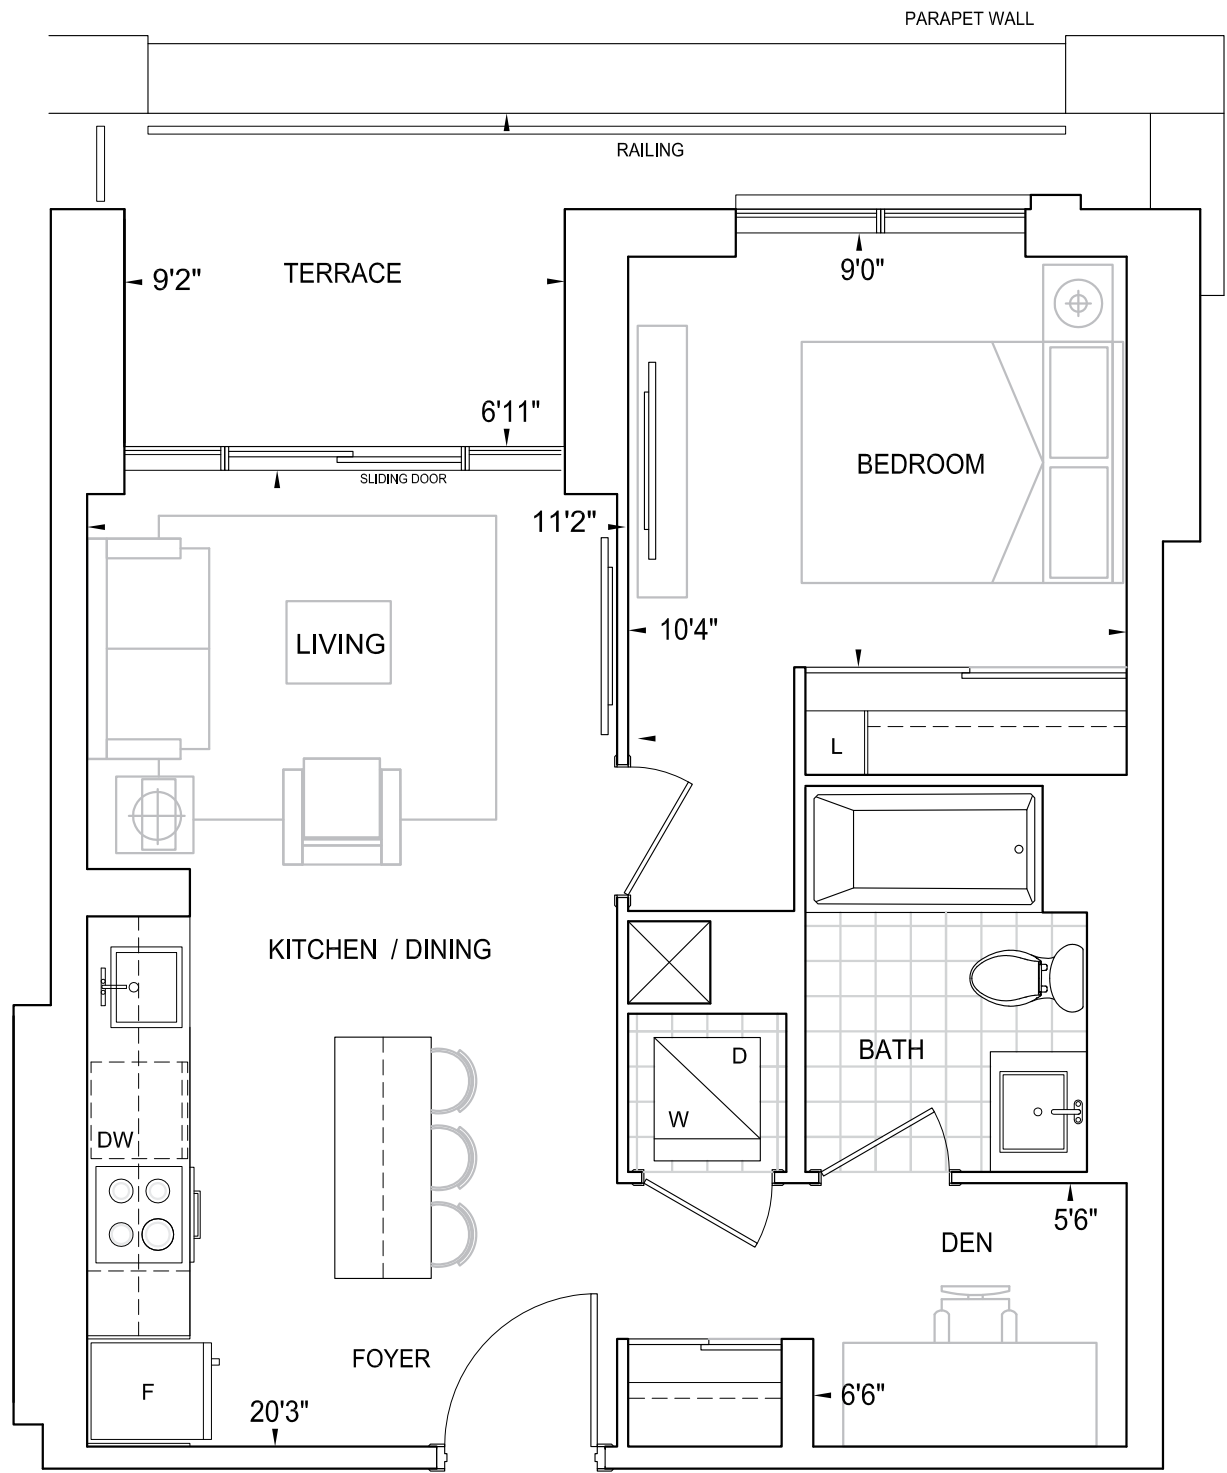 PARAPET WALL
RAILING
9'2"
TERRACE
9'0"
6'11"
SLIDING DOOR
BEDROOM
11'2"
LIVING
10'4"
L
KITCHEN / DINING
BATH
D
W
DW
5'6"
DEN
FOYER
F
6'6"
20'3"